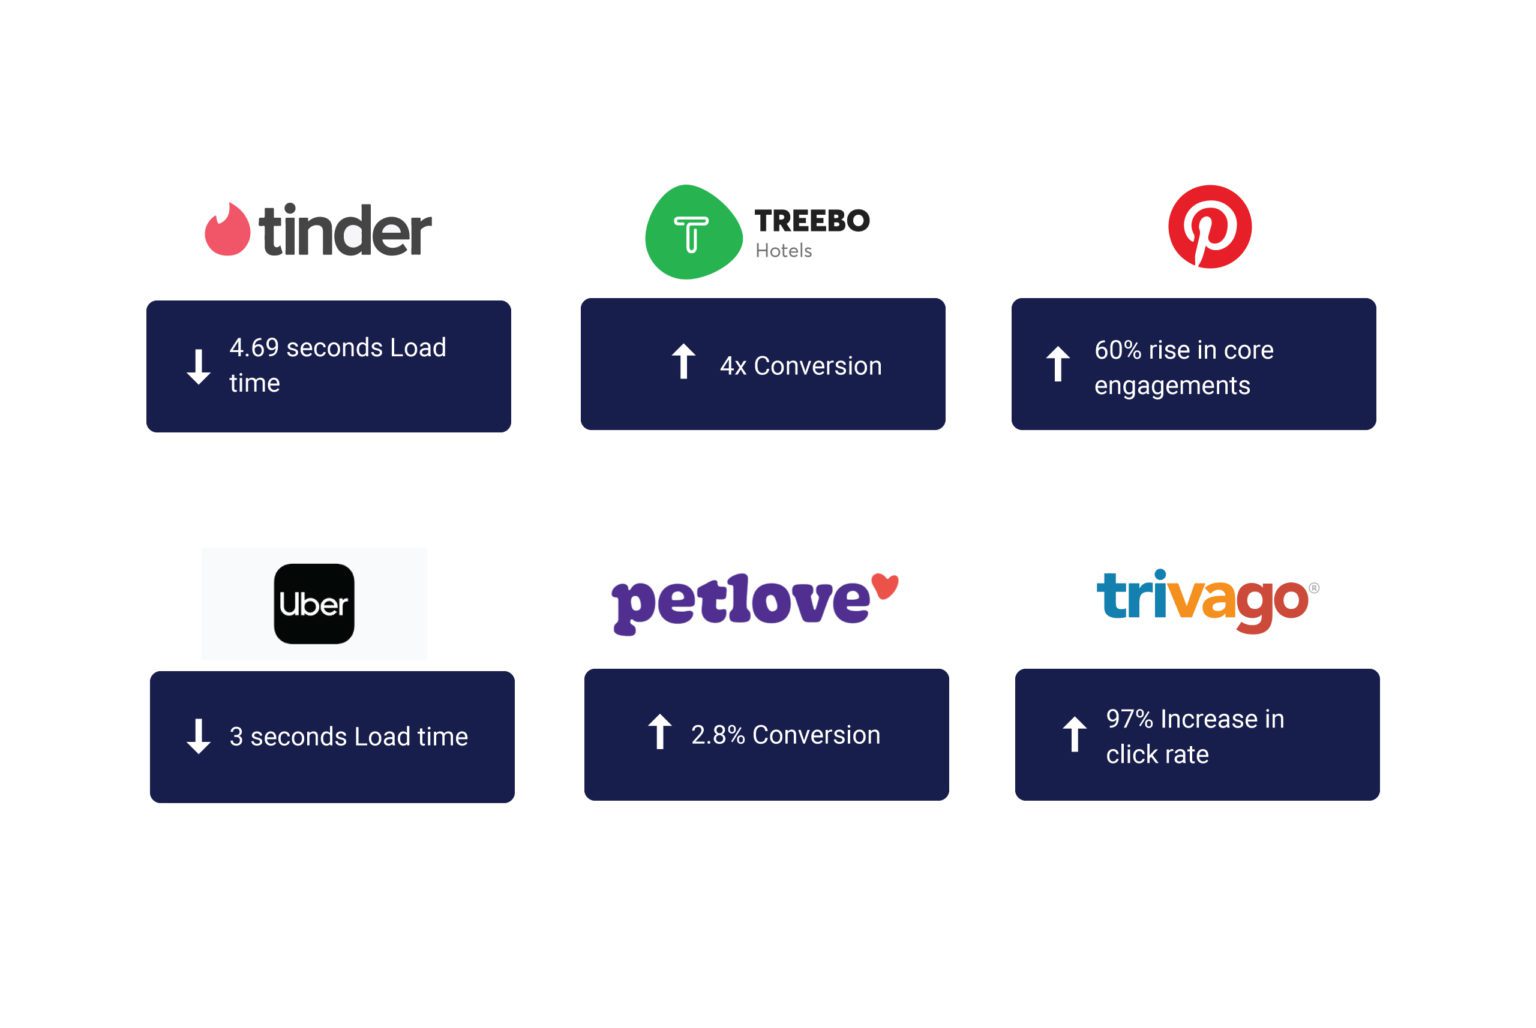 tinder
T
TREEBO
Hotels
4.69 seconds Load
time
4x Conversion
60% rise in core
engagements
Uber
petlove
trivago®
3 seconds Load time
2.8% Conversion
97% Increase in
click rate